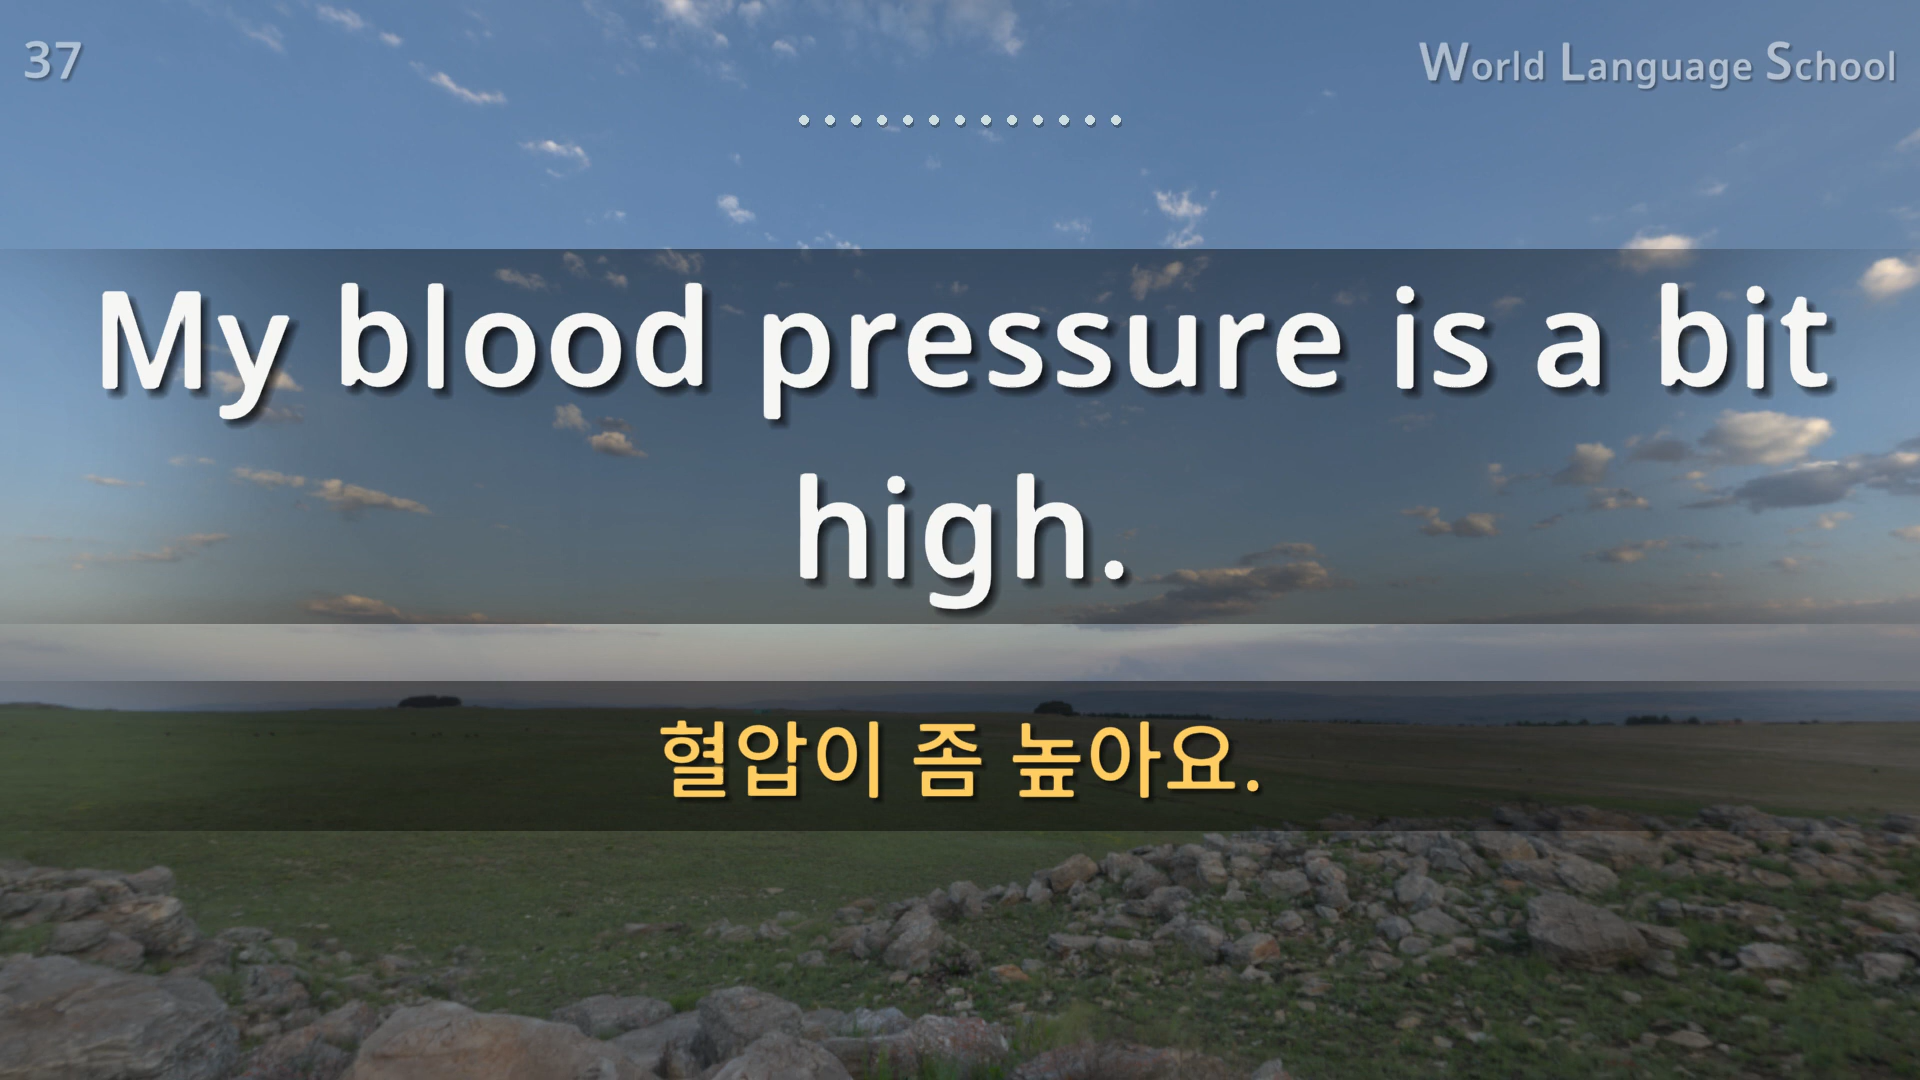 37
World Language School
My blood pressure is a bit
high.
혈압이 좀 높아요.